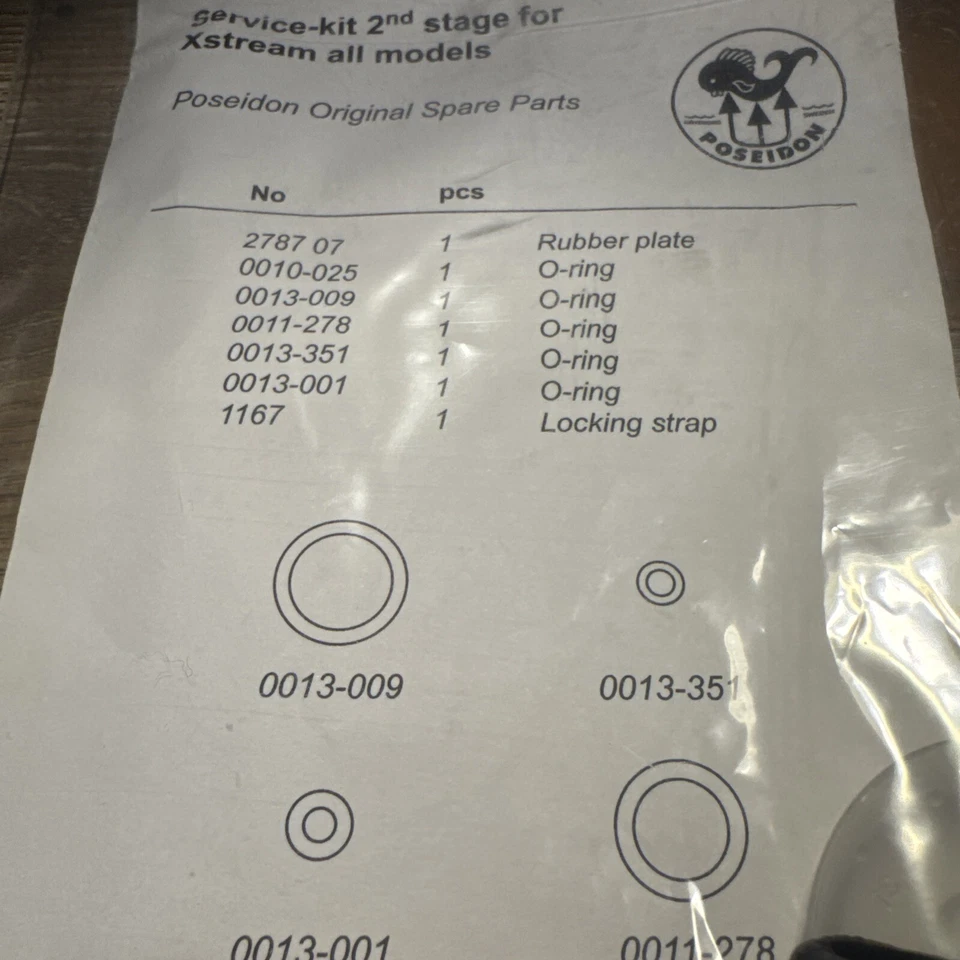 service-kit 2nd stage for
Xstream all models
Poseidon Original Spare Parts
SWEDEN
POSEIDON
No pcs
2787 07 1 Rubber plate
0010-025 1 O-ring
0013-009 1 O-ring
0011-278 1 O-ring
0013-351 1 O-ring
0013-001 1 O-ring
1167 1 Locking strap
0013-009 0013-351
0013-001 0011-278